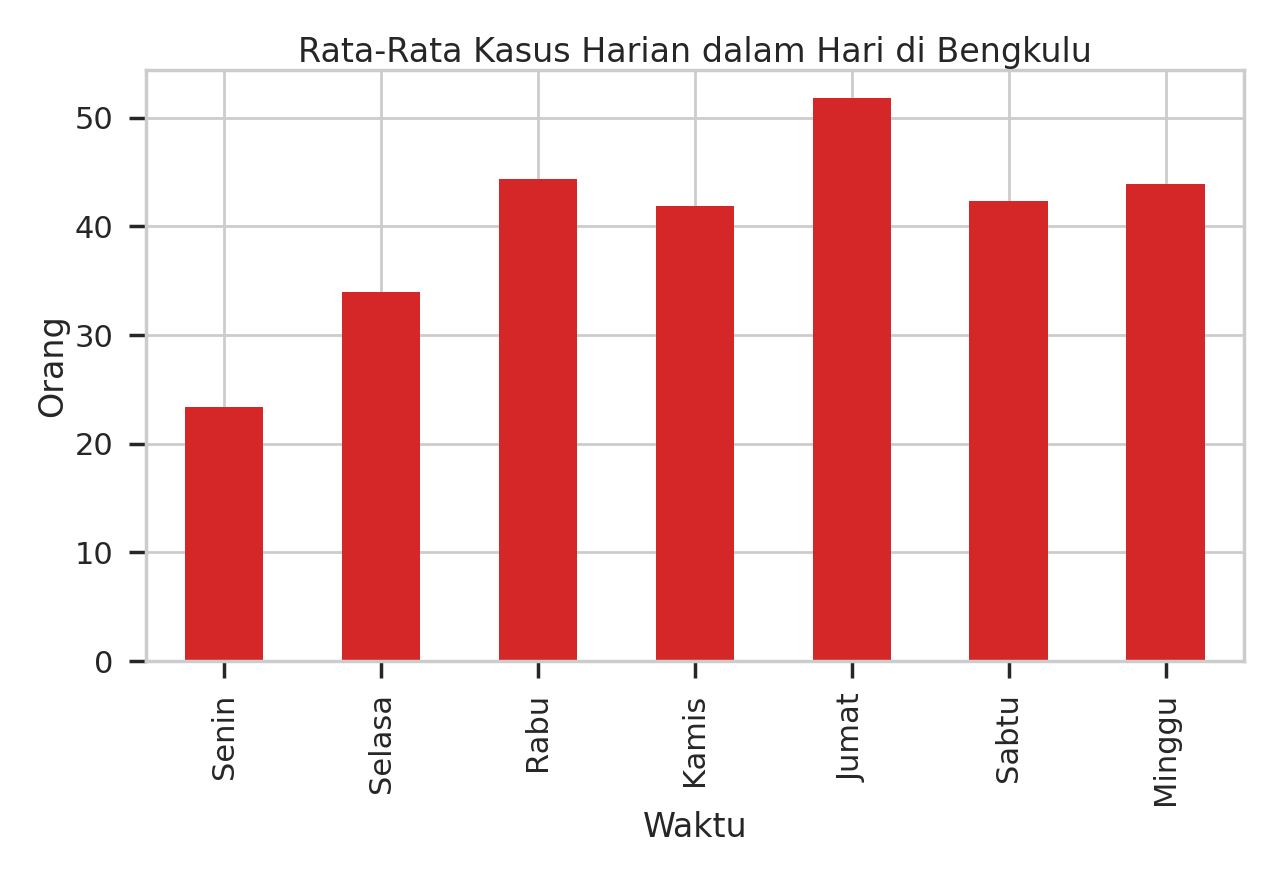 Rata-Rata Kasus Harian dalam Hari di Bengkulu
Orang
50
40
30
20
10
0
Senin
Selasa
Rabu
Kamis
Jumat
Sabtu
Minggu
Waktu